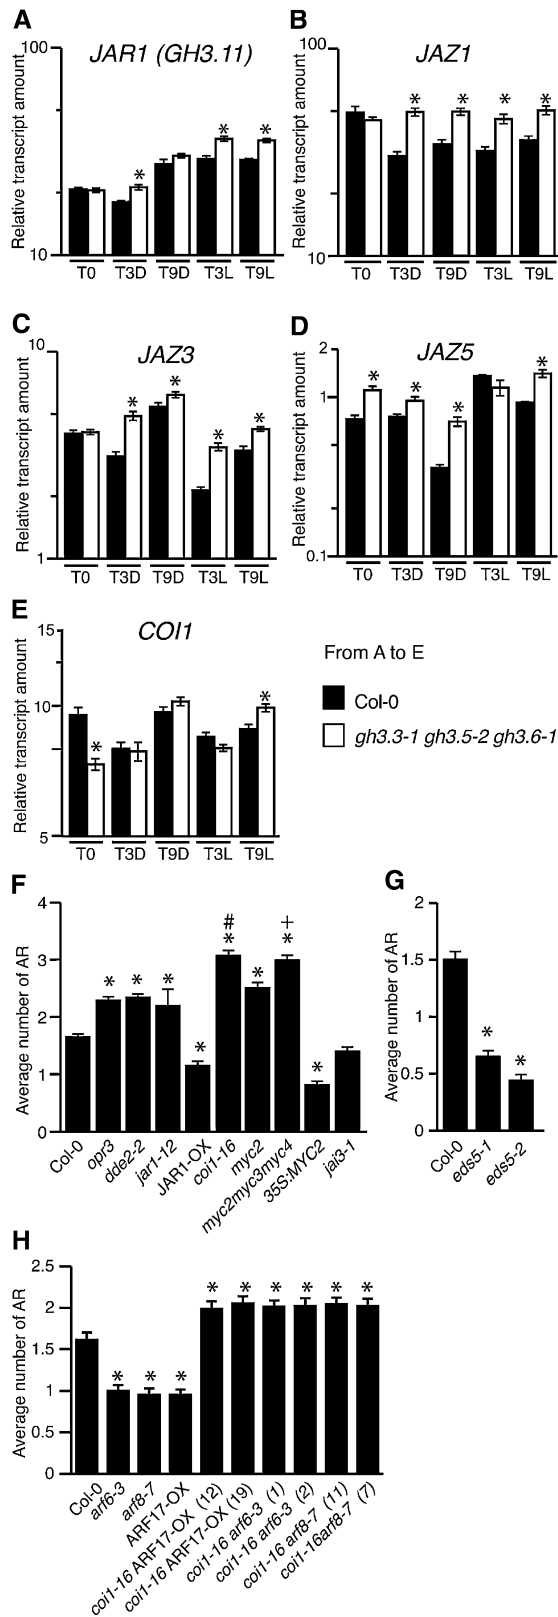 A
JAR1 (GH3.11)
Relative transcript amount
100
10
T0 T3D T9D T3L T9L
* * *
B
JAZ1
Relative transcript amount
100
10
T0 T3D T9D T3L T9L
* * * *
C
JAZ3
Relative transcript amount
10
1
T0 T3D T9D T3L T9L
* * * *
D
JAZ5
Relative transcript amount
2
1
0.1
T0 T3D T9D T3L T9L
* * * *
E
COI1
Relative transcript amount
15
10
5
T0 T3D T9D T3L T9L
* *
From A to E
Col-0
gh3.3-1 gh3.5-2 gh3.6-1
F
Average number of AR
4
3
2
1
0
# +
* * * * * * * *
Col-0
opr3
dde2-2
jar1-12
JAR1-OX
coi1-16
myc2
myc2myc3myc4
35S:MYC2
jai3-1
G
Average number of AR
2
1.5
1
0.5
0
* *
Col-0
eds5-1
eds5-2
H
Average number of AR
2.5
2
1.5
1
0.5
0
* * * * * * * * *
Col-0
arf6-3
arf8-7
ARF17-OX
coi1-16 ARF17-OX (12)
coi1-16 ARF17-OX (19)
coi1-16 arf6-3 (1)
coi1-16 arf6-3 (2)
coi1-16 arf8-7 (11)
coi1-16arf8-7 (7)